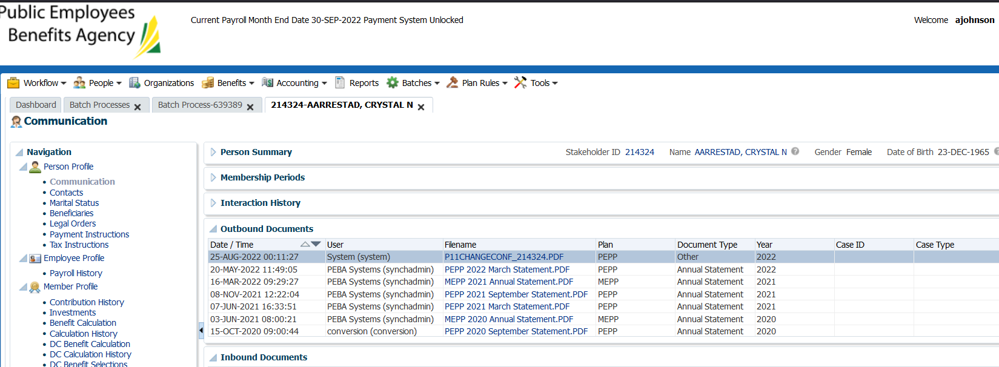 Public Employees
Benefits Agency
Current Payroll Month End Date 30-SEP-2022 Payment System Unlocked
Welcome ajohnson
Workflow People Organizations Benefits Accounting Reports Batches Plan Rules Tools
Dashboard Batch Processes Batch Process-639389 214324-AARRESTAD, CRYSTAL N
Communication
Navigation
Person Profile
Communication
Contacts
Marital Status
Beneficiaries
Legal Orders
Payment Instructions
Tax Instructions
Employee Profile
Payroll History
Member Profile
Contribution History
Investments
Benefit Calculation
Calculation History
DC Benefit Calculation
DC Calculation History
DC Benefit Selections
Person Summary Stakeholder ID 214324 Name AARRESTAD, CRYSTAL N Gender Female Date of Birth 23-DEC-1965
Membership Periods
Interaction History
Outbound Documents
Date / Time User Filename Plan Document Type Year Case ID Case Type
25-AUG-2022 00:11:27 System (system) P11CHANGECONF_214324.PDF PEPP Other 2022
20-MAY-2022 11:49:05 PEBA Systems (synchadmin) PEPP 2022 March Statement.PDF PEPP Annual Statement 2022
16-MAR-2022 09:29:27 PEBA Systems (synchadmin) MEPP 2021 Annual Statement.PDF MEPP Annual Statement 2021
08-NOV-2021 12:22:04 PEBA Systems (synchadmin) PEPP 2021 September Statement.PDF PEPP Annual Statement 2021
07-JUN-2021 16:33:51 PEBA Systems (synchadmin) PEPP 2021 March Statement.PDF PEPP Annual Statement 2021
03-JUN-2021 08:00:21 PEBA Systems (synchadmin) MEPP 2020 Annual Statement.PDF MEPP Annual Statement 2020
15-OCT-2020 09:00:44 conversion (conversion) PEPP 2020 September Statement.PDF PEPP Annual Statement 2020
Inbound Documents